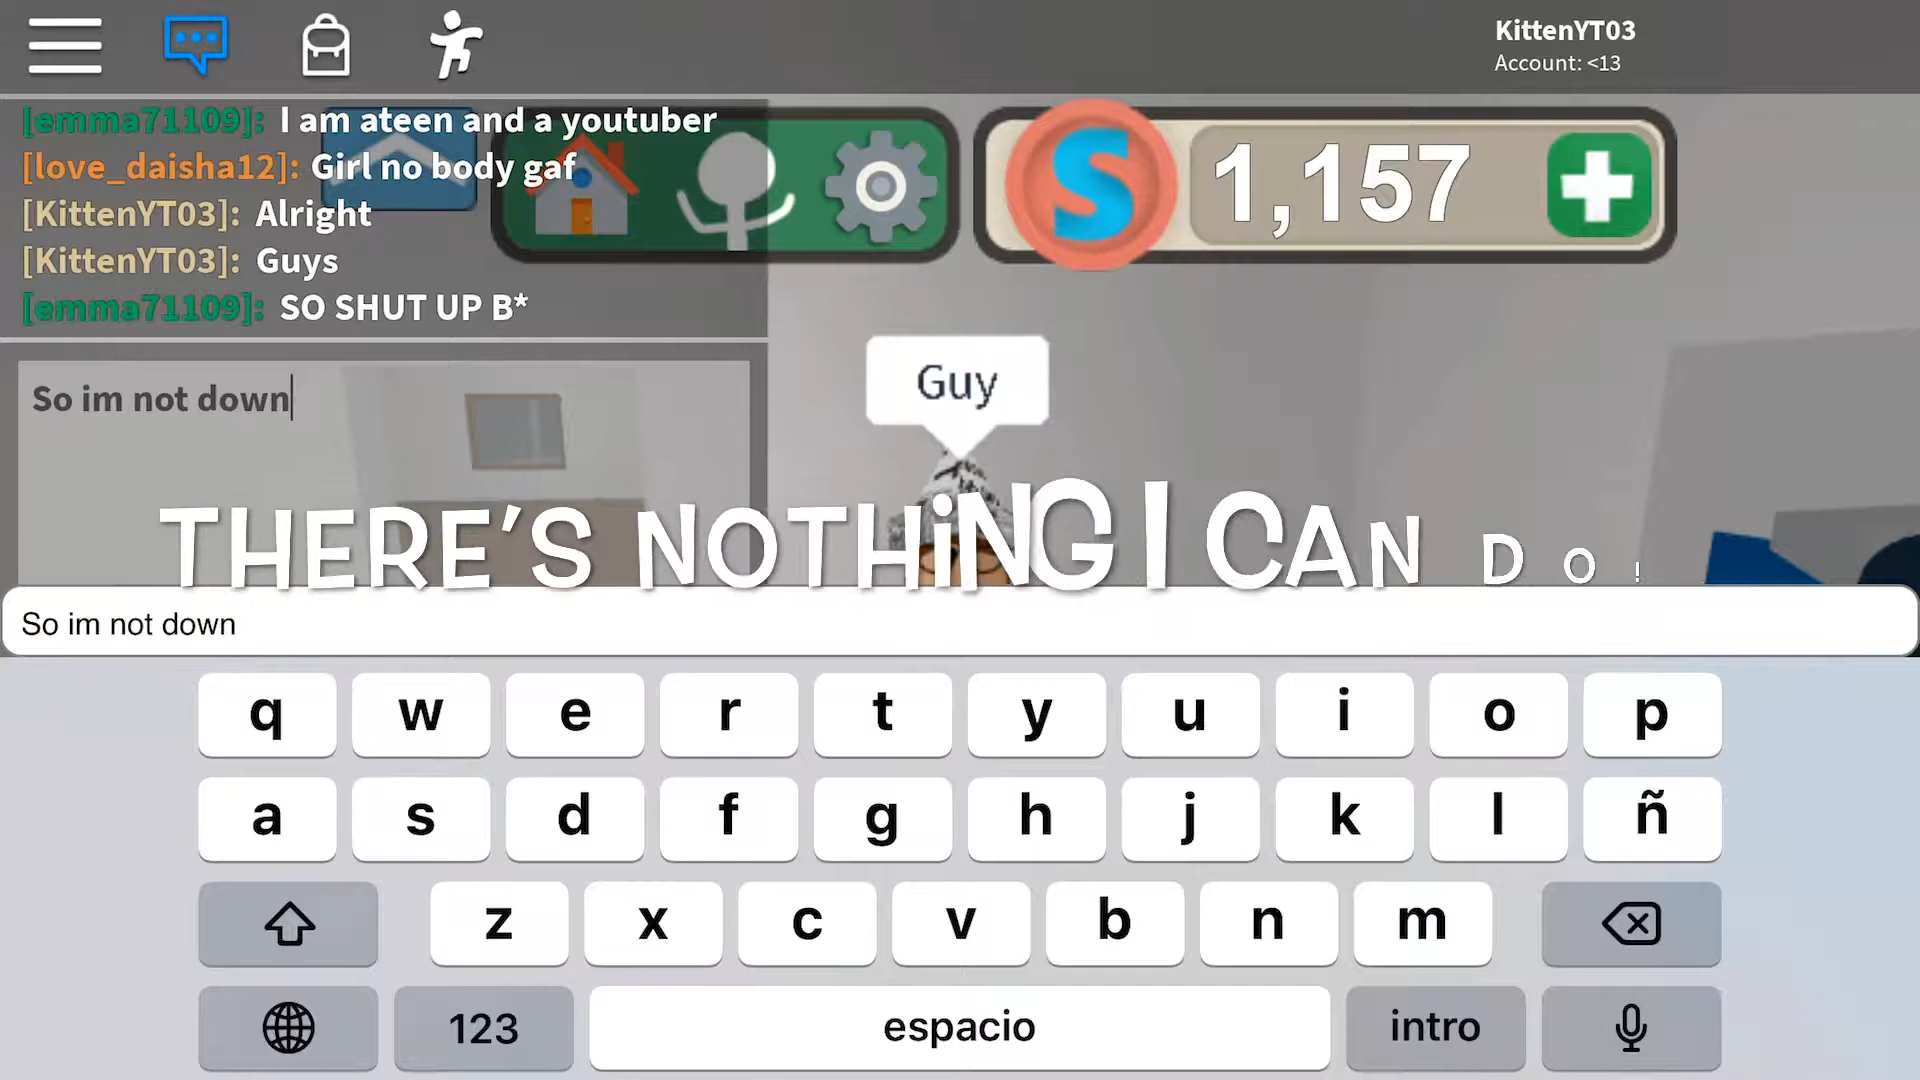 KittenYT03
Account: <13
[emma71109]: I am ateen and a youtuber
[love_daisha12]: Girl no body gaf
[KittenYT03]: Alright
[KittenYT03]: Guys
[emma71109]: SO SHUT UP B*
S 1,157
So im not down
Guy
THERE'S NOTHING I CAN DO!
So im not down
q w e r t y u i o p
a s d f g h j k l ñ
z x c v b n m
123 espacio intro